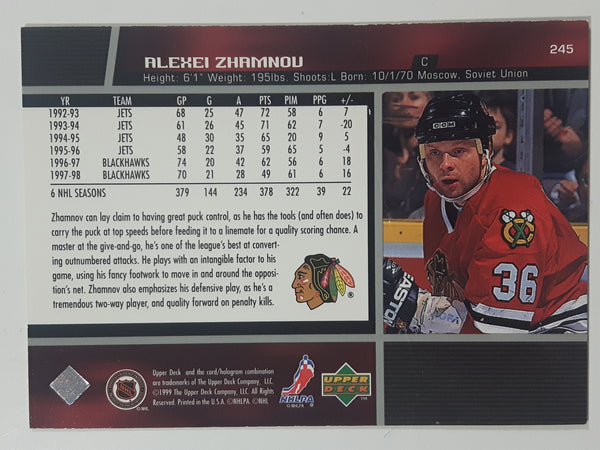 ALEXEI ZHAMNOV
C
245
Height: 6'1" Weight: 195lbs. Shoots:L Born: 10/1/70 Moscow, Soviet Union
YR TEAM GP G A PTS PIM PPG +/-
1992-93 JETS 68 25 47 72 58 6 7
1993-94 JETS 61 26 45 71 62 7 -20
1994-95 JETS 48 30 35 65 20 9 5
1995-96 JETS 58 22 37 59 65 5 -4
1996-97 BLACKHAWKS 74 20 42 62 56 6 18
1997-98 BLACKHAWKS 70 21 28 49 61 6 16
6 NHL SEASONS 379 144 234 378 322 39 22
Zhamnov can lay claim to having great puck control, as he has the tools (and often does) to
carry the puck at top speeds before feeding it to a linemate for a quality scoring chance. A
master at the give-and-go, he's one of the league's best at convert-
ing outnumbered attacks. He plays with an intangible factor to his
game, using his fancy footwork to move in and around the opposi-
tion's net. Zhamnov also emphasizes his defensive play, as he's a
tremendous two-way player, and quality forward on penalty kills.
®
CCM
36
EASTON
Upper Deck and the card/hologram combination
are trademarks of The Upper Deck Company, LLC.
©1999 The Upper Deck Company, LLC. All Rights
Reserved. Printed in the U.S.A. ©NHLPA. ©NHL
NHL
©NHL
NHLPA
©NHLPA
UPPER
DECK
TM